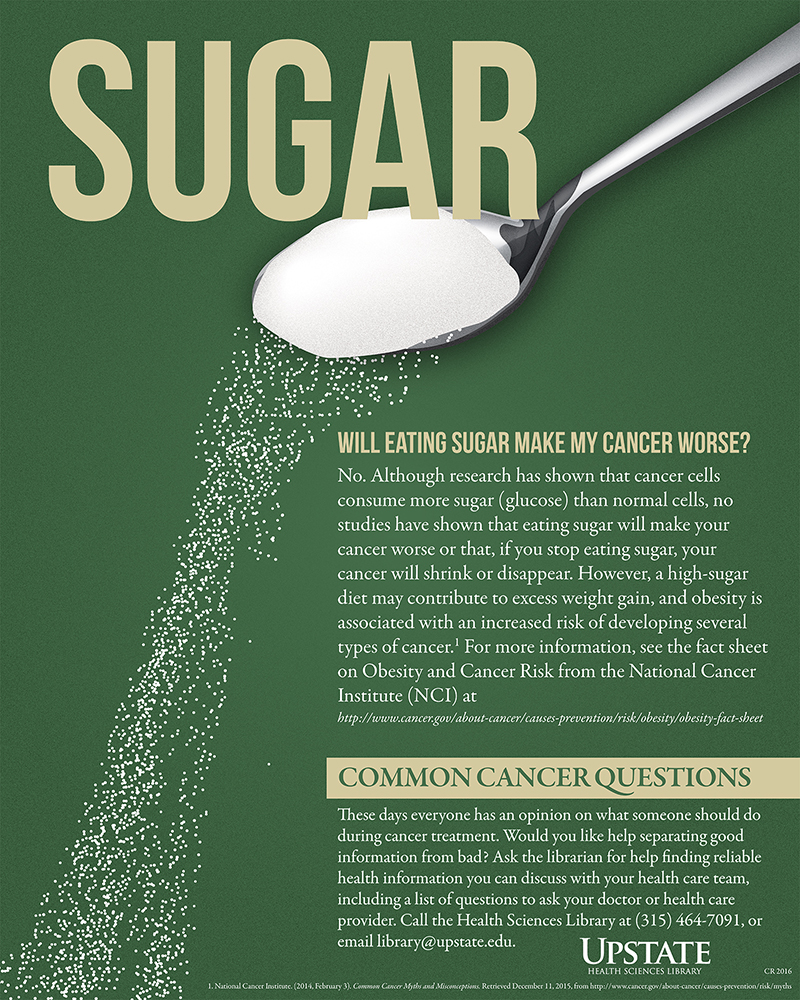 SUGAR
WILL EATING SUGAR MAKE MY CANCER WORSE?
No. Although research has shown that cancer cells
consume more sugar (glucose) than normal cells, no
studies have shown that eating sugar will make your
cancer worse or that, if you stop eating sugar, your
cancer will shrink or disappear. However, a high-sugar
diet may contribute to excess weight gain, and obesity is
associated with an increased risk of developing several
types of cancer.¹ For more information, see the fact sheet
on Obesity and Cancer Risk from the National Cancer
Institute (NCI) at
http://www.cancer.gov/about-cancer/causes-prevention/risk/obesity/obesity-fact-sheet
COMMON CANCER QUESTIONS
These days everyone has an opinion on what someone should do
during cancer treatment. Would you like help separating good
information from bad? Ask the librarian for help finding reliable
health information you can discuss with your health care team,
including a list of questions to ask your doctor or health care
provider. Call the Health Sciences Library at (315) 464-7091, or
email library@upstate.edu.
UPSTATE
HEALTH SCIENCES LIBRARY
CR 2016
1. National Cancer Institute. (2014, February 3). Common Cancer Myths and Misconceptions. Retrieved December 11, 2015, from http://www.cancer.gov/about-cancer/causes-prevention/risk/myths